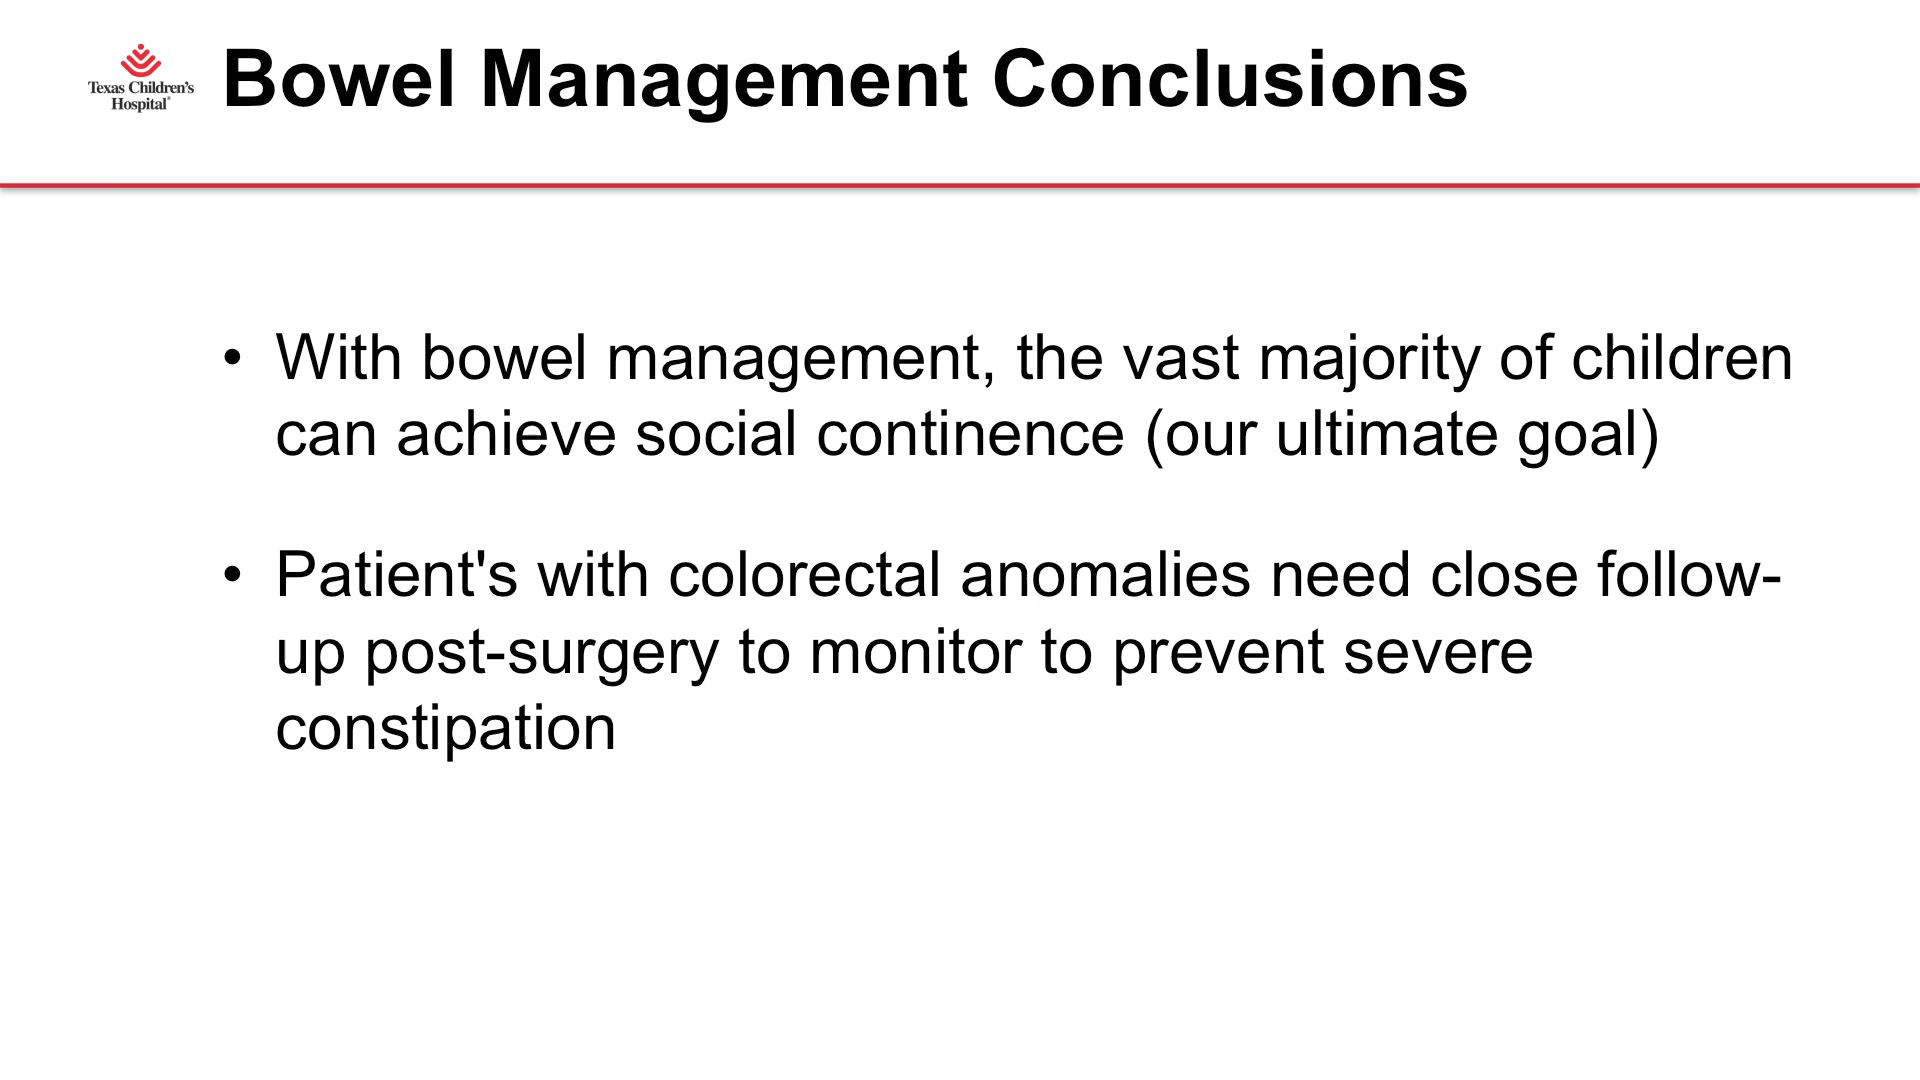 Texas Children's
Hospital®
Bowel Management Conclusions
• With bowel management, the vast majority of children
can achieve social continence (our ultimate goal)
• Patient's with colorectal anomalies need close follow-
up post-surgery to monitor to prevent severe
constipation